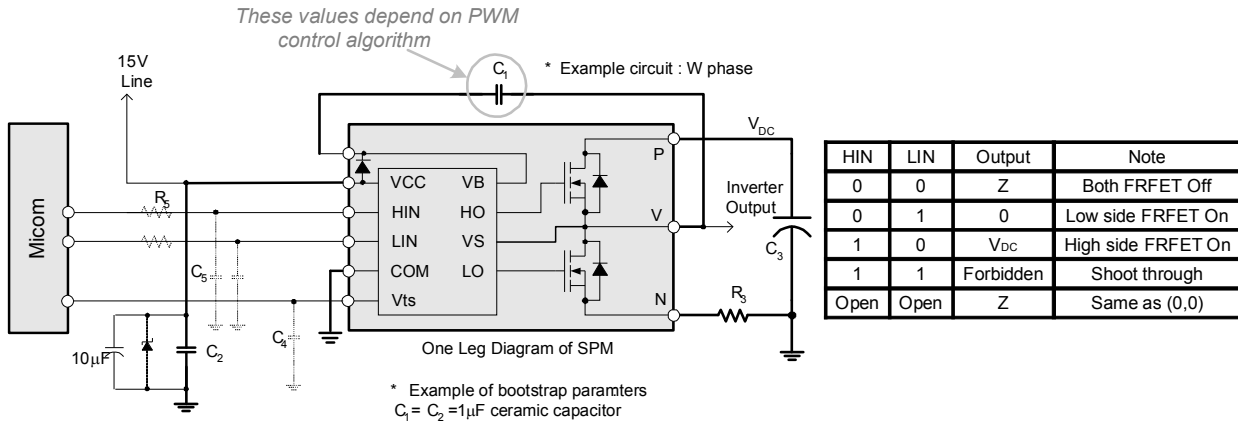 These values depend on PWM
control algorithm
15V
Line
C1
* Example circuit : W phase
VDC
P
Micom
R5
VCC
VB
HIN
HO
LIN
VS
COM
LO
Vts
V
N
Inverter
Output
C5
C4
C3
R3
10μF
C2
One Leg Diagram of SPM
* Example of bootstrap paramters
C1= C2 =1μF ceramic capacitor
HIN LIN Output Note
0 0 Z Both FRFET Off
0 1 0 Low side FRFET On
1 0 VDC High side FRFET On
1 1 Forbidden Shoot through
Open Open Z Same as (0,0)